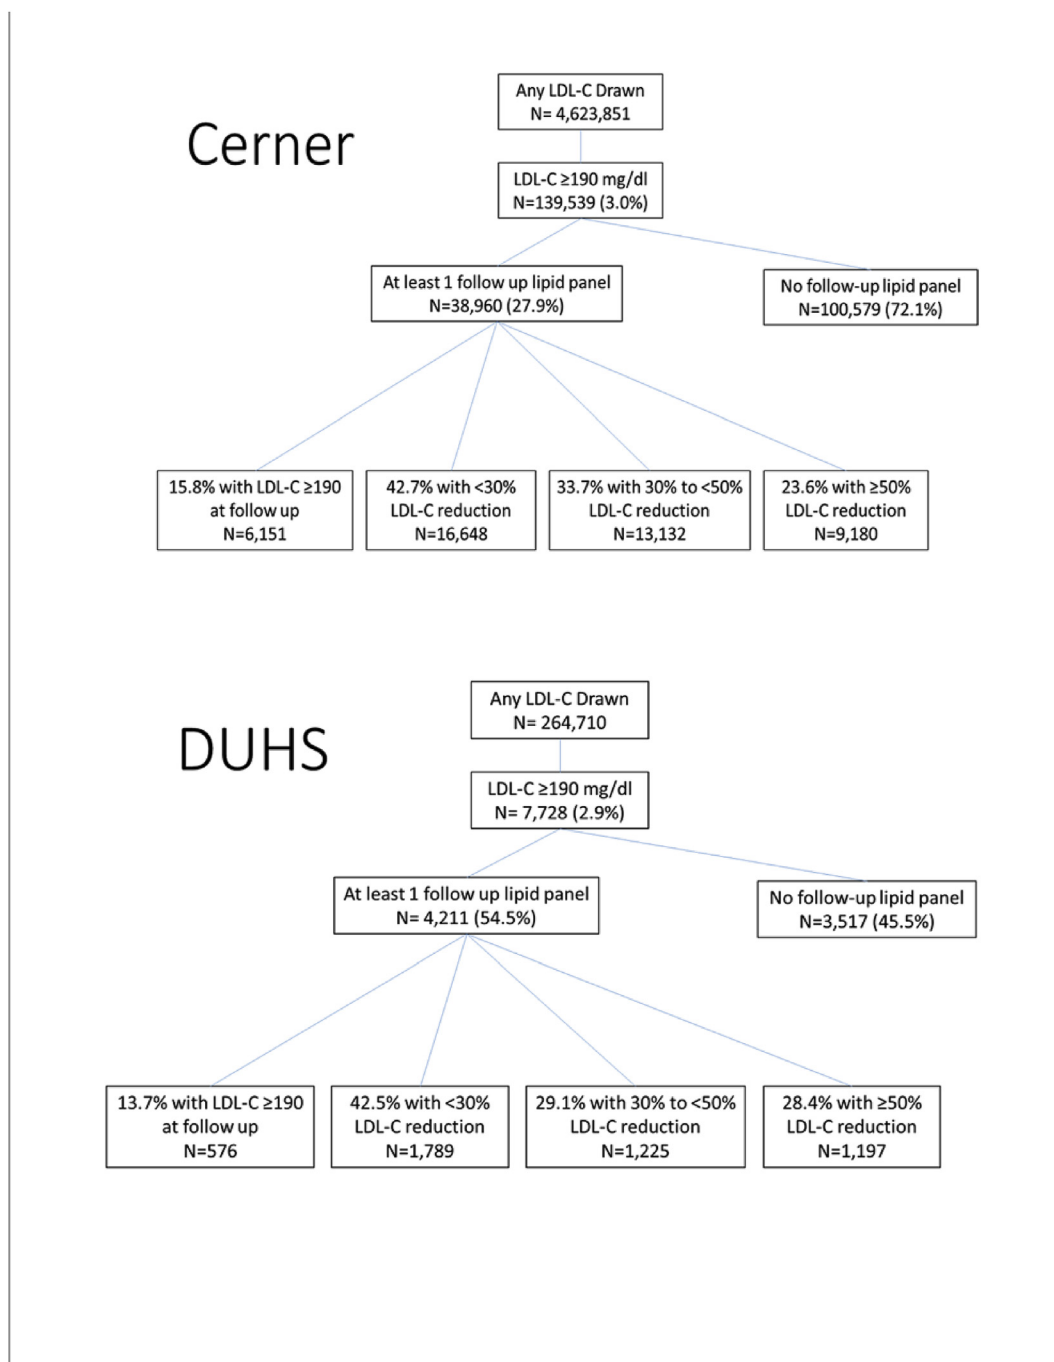 Cerner
Any LDL-C Drawn
N= 4,623,851
LDL-C ≥190 mg/dl
N=139,539 (3.0%)
At least 1 follow up lipid panel
N=38,960 (27.9%)
No follow-up lipid panel
N=100,579 (72.1%)
15.8% with LDL-C ≥190
at follow up
N=6,151
42.7% with <30%
LDL-C reduction
N=16,648
33.7% with 30% to <50%
LDL-C reduction
N=13,132
23.6% with ≥50%
LDL-C reduction
N=9,180
DUHS
Any LDL-C Drawn
N= 264,710
LDL-C ≥190 mg/dl
N= 7,728 (2.9%)
At least 1 follow up lipid panel
N= 4,211 (54.5%)
No follow-up lipid panel
N=3,517 (45.5%)
13.7% with LDL-C ≥190
at follow up
N=576
42.5% with <30%
LDL-C reduction
N=1,789
29.1% with 30% to <50%
LDL-C reduction
N=1,225
28.4% with ≥50%
LDL-C reduction
N=1,197